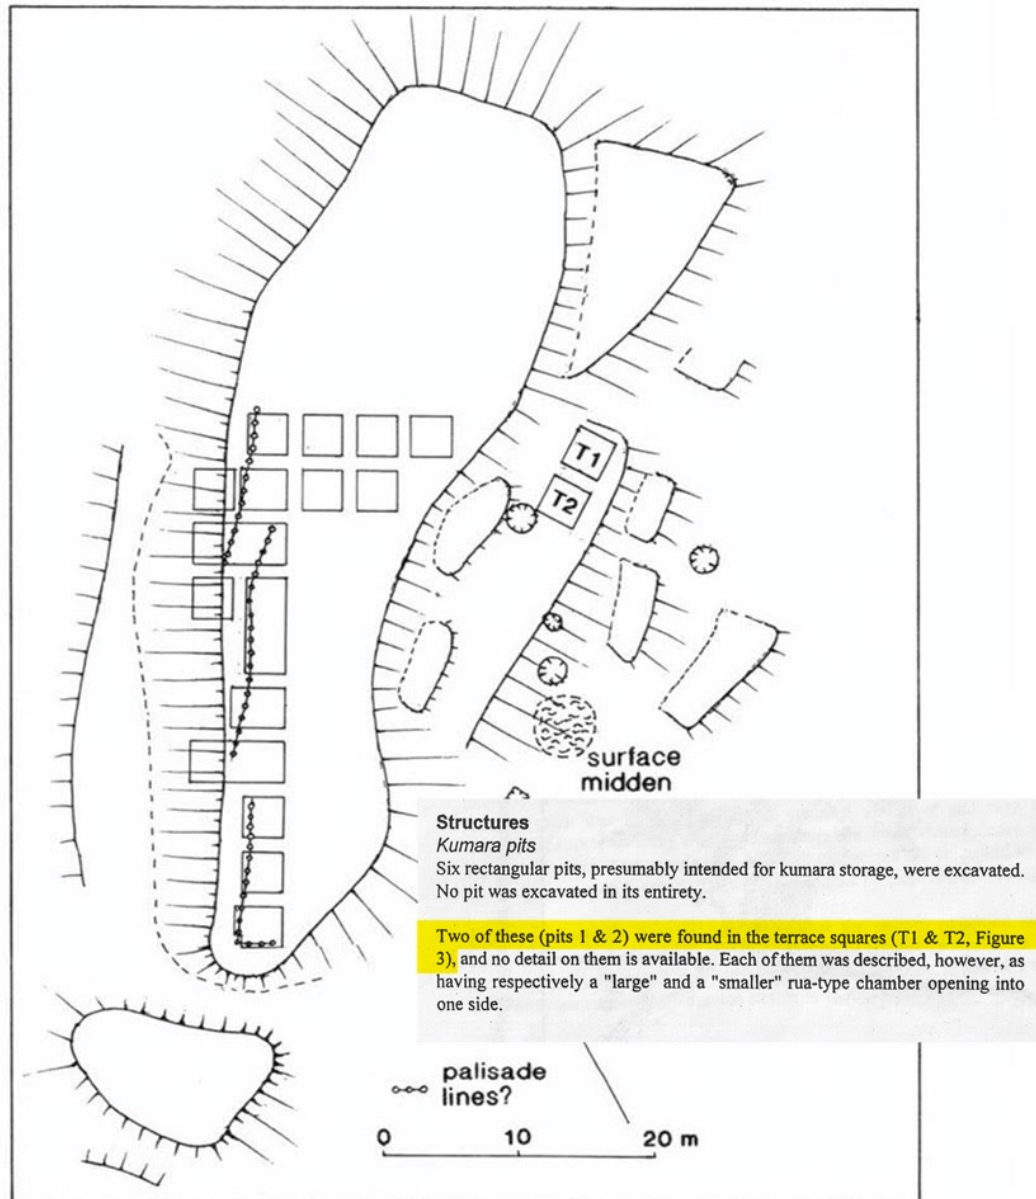 T1
T2
surface
midden
Structures
Kumara pits
Six rectangular pits, presumably intended for kumara storage, were excavated.
No pit was excavated in its entirety.
Two of these (pits 1 & 2) were found in the terrace squares (T1 & T2, Figure
3), and no detail on them is available. Each of them was described, however, as
having respectively a "large" and a "smaller" rua-type chamber opening into
one side.
palisade
lines?
0 10 20 m